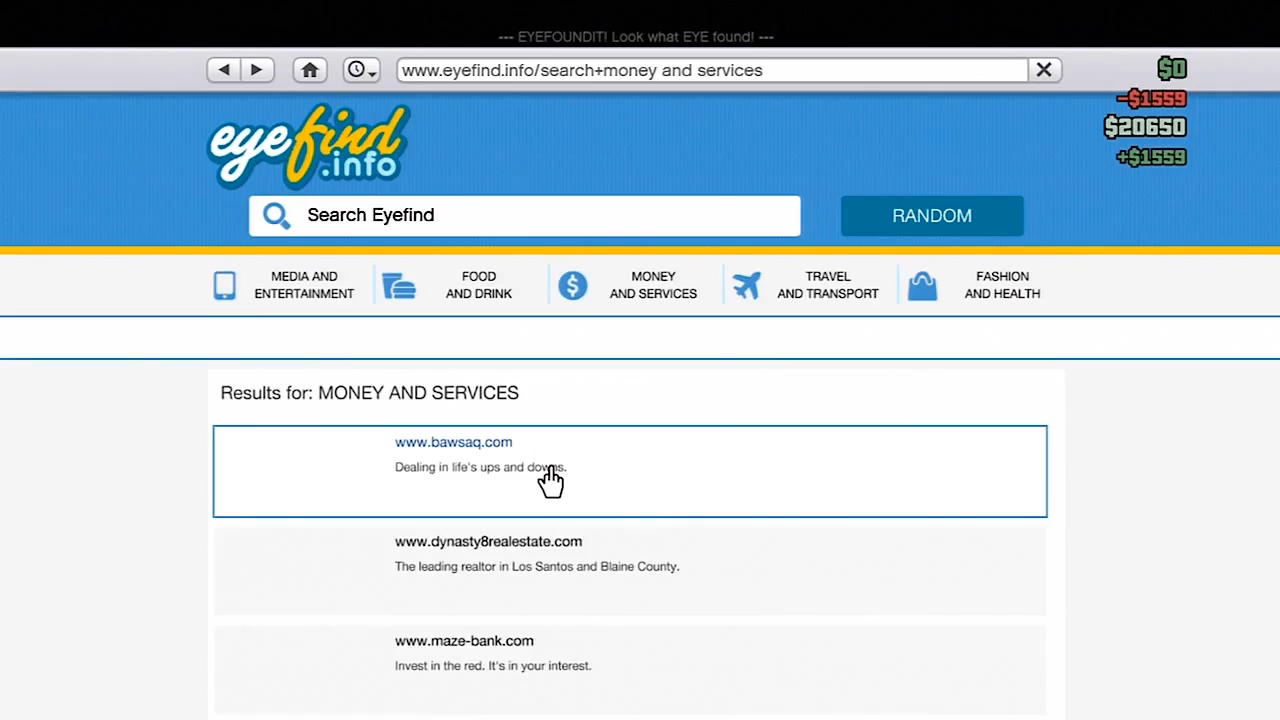 --- EYEFOUNDIT! Look what EYE found! ---
www.eyefind.info/search+money and services
$0
-$1559
$20650
+$1559
eyefind
.info
Search Eyefind
RANDOM
MEDIA AND
ENTERTAINMENT
FOOD
AND DRINK
MONEY
AND SERVICES
TRAVEL
AND TRANSPORT
FASHION
AND HEALTH
Results for: MONEY AND SERVICES
www.bawsaq.com
Dealing in life's ups and downs.
www.dynasty8realestate.com
The leading realtor in Los Santos and Blaine County.
www.maze-bank.com
Invest in the red. It's in your interest.